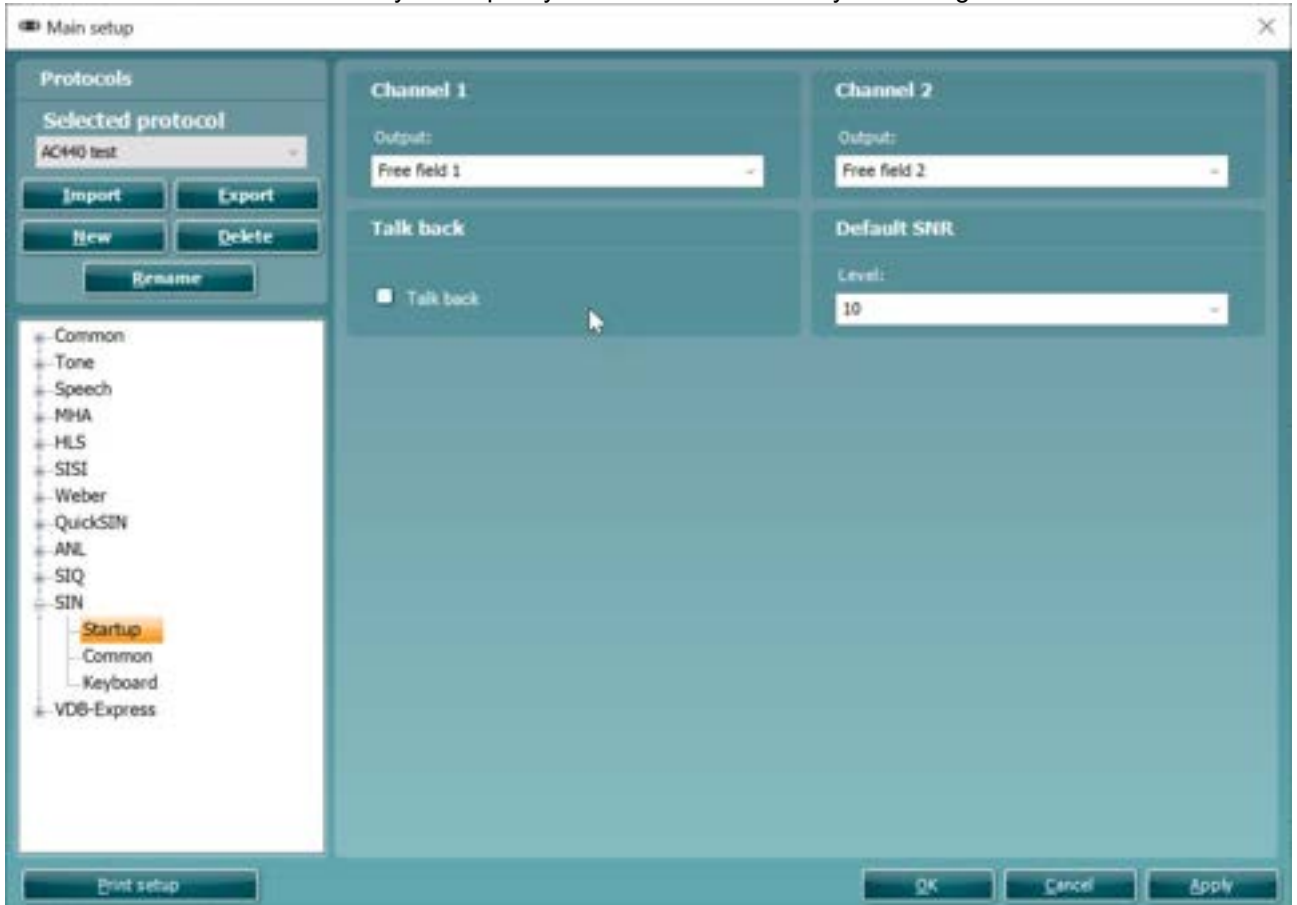 Main setup
Protocols
Selected protocol
AC440 test
Import
Export
New
Delete
Rename
Common
Tone
Speech
MHA
HLS
SISI
Weber
QuickSIN
ANL
SIQ
SIN
Startup
Common
Keyboard
VDB-Express
Print setup
Channel 1
Output:
Free field 1
Channel 2
Output:
Free field 2
Talk back
Talk back
Default SNR
Level:
10
OK
Cancel
Apply